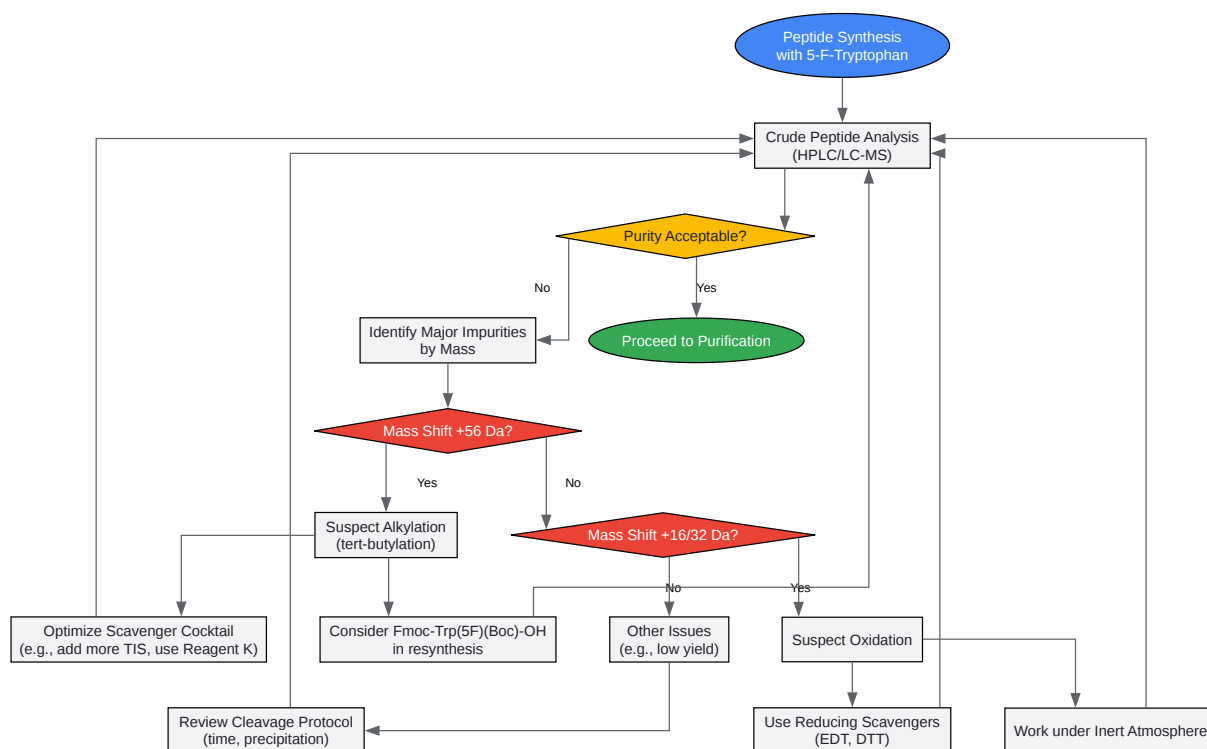 Peptide Synthesis
with 5-F-Tryptophan
Crude Peptide Analysis
(HPLC/LC-MS)
Purity Acceptable?
No
Yes
Identify Major Impurities
by Mass
Proceed to Purification
Mass Shift +56 Da?
Yes
No
Suspect Alkylation
(tert-butylation)
Mass Shift +16/32 Da?
No
Yes
Optimize Scavenger Cocktail
(e.g., add more TIS, use Reagent K)
Consider Fmoc-Trp(5F)(Boc)-OH
in resynthesis
Other Issues
(e.g., low yield)
Suspect Oxidation
Review Cleavage Protocol
(time, precipitation)
Use Reducing Scavengers
(EDT, DTT)
Work under Inert Atmosphere